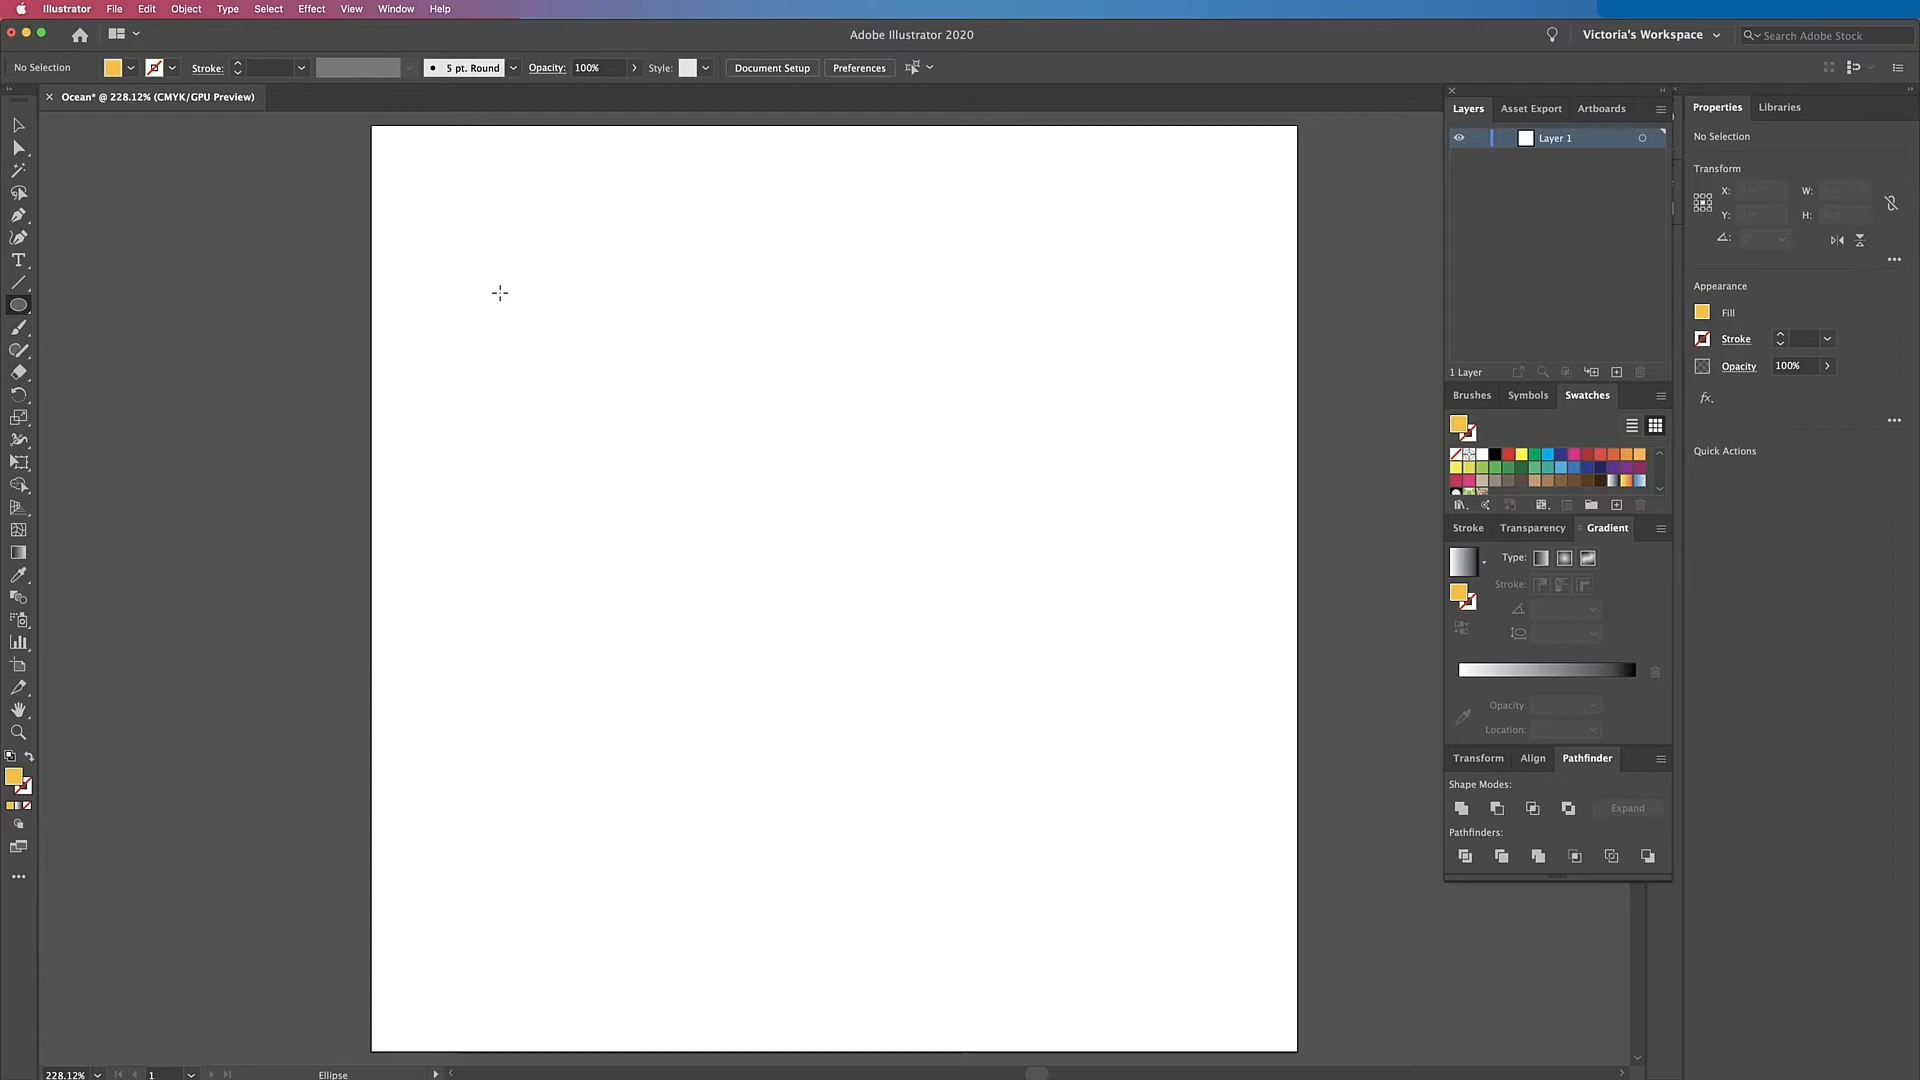 Illustrator File Edit Object Type Select Effect View Window Help
Adobe Illustrator 2020
Victoria's Workspace
Search Adobe Stock
No Selection
Stroke:
5 pt. Round
Opacity: 100%
Style:
Document Setup
Preferences
Ocean* @ 228.12% (CMYK/GPU Preview)
Layers Asset Export Artboards
Layer 1
1 Layer
Brushes Symbols Swatches
Stroke Transparency Gradient
Type:
Stroke:
Opacity:
Location:
Transform Align Pathfinder
Shape Modes:
Expand
Pathfinders:
Properties Libraries
No Selection
Transform
X: W:
Y: H:
Appearance
Fill
Stroke
Opacity 100%
fx.
Quick Actions
228.12% 1 Ellipse